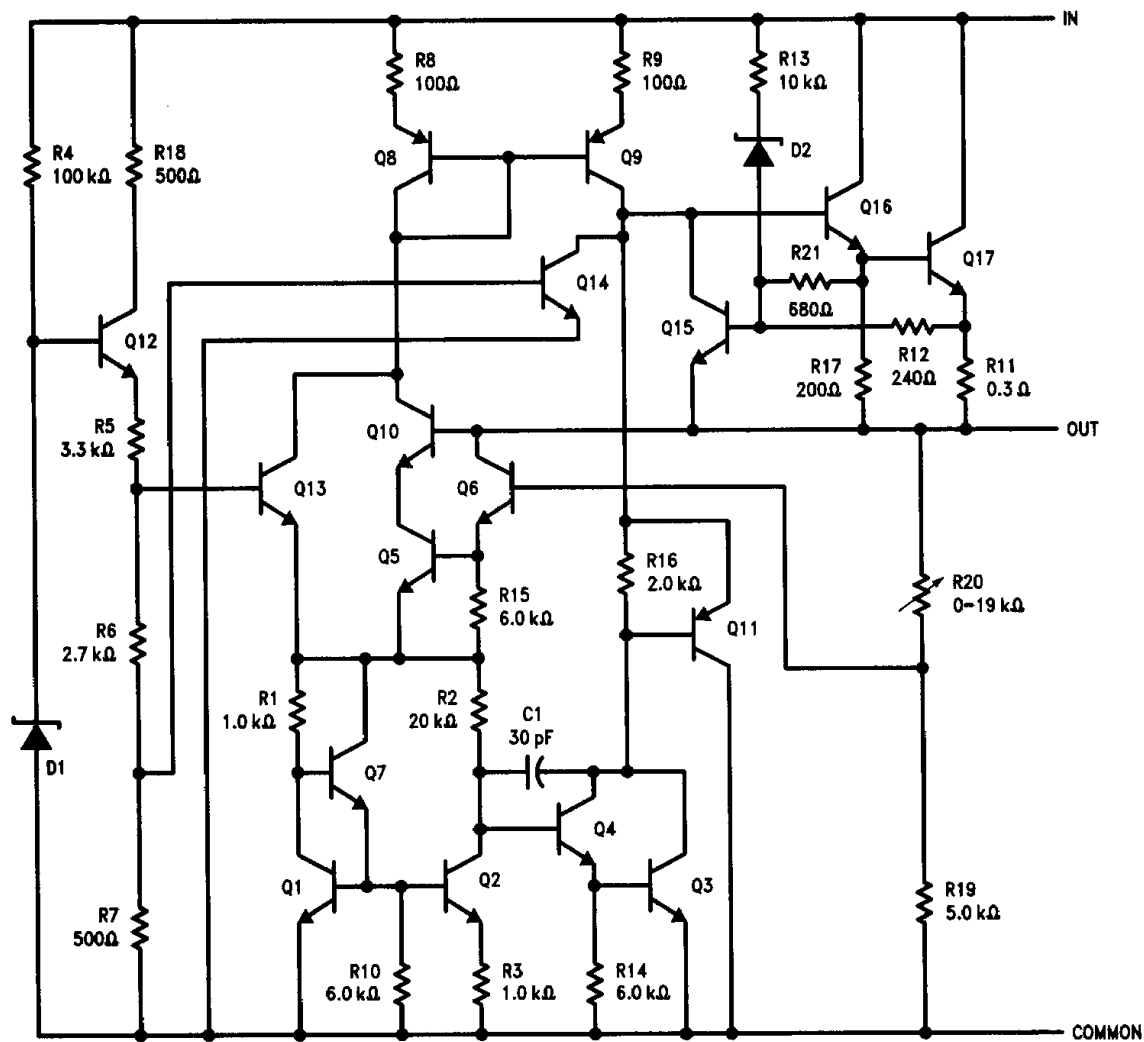 IN
R4
100 kΩ
R18
500Ω
R8
100Ω
R9
100Ω
R13
10 kΩ
D2
Q8
Q9
Q16
Q17
Q14
R21
680Ω
Q12
Q15
R17
200Ω
R12
240Ω
R11
0.3 Ω
R5
3.3 kΩ
Q10
OUT
Q13
Q6
Q5
R16
2.0 kΩ
R15
6.0 kΩ
R20
0-19 kΩ
Q11
R6
2.7 kΩ
R1
1.0 kΩ
R2
20 kΩ
C1
30 pF
D1
Q7
Q4
Q1
Q2
Q3
R19
5.0 kΩ
R7
500Ω
R10
6.0 kΩ
R3
1.0 kΩ
R14
6.0 kΩ
COMMON